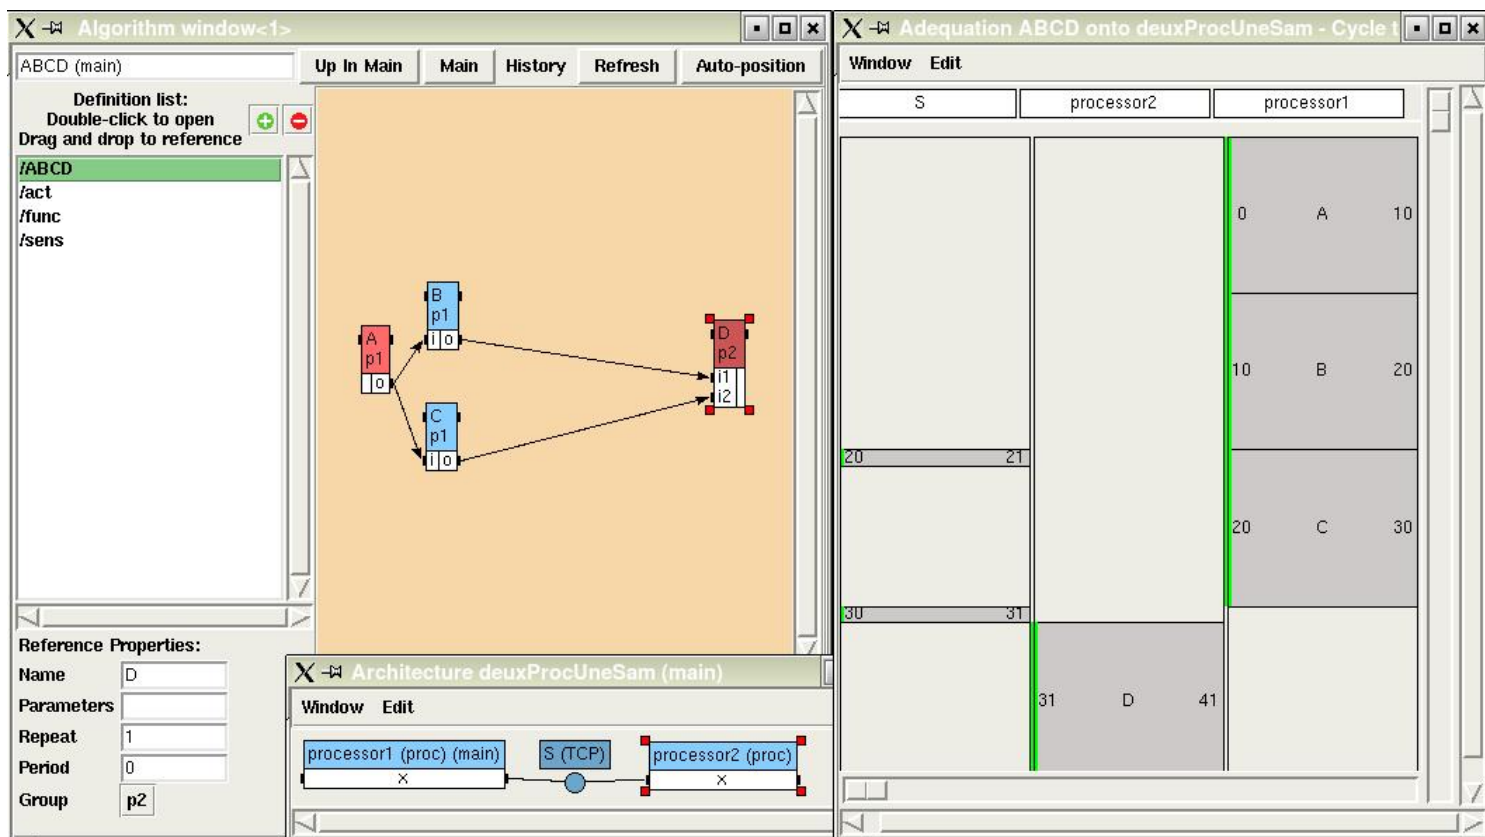 Algorithm window<1>
ABCD (main)
Up In Main
Main
History
Refresh
Auto-position
Definition list:
Double-click to open
Drag and drop to reference
/ABCD
/act
/func
/sens
A
p1
o
B
p1
i o
C
p1
i o
D
p2
i1
i2
Reference Properties:
Name D
Parameters
Repeat 1
Period 0
Group p2
Architecture deuxProcUneSam (main)
Window Edit
processor1 (proc) (main)
x
S (TCP)
processor2 (proc)
x
Adequation ABCD onto deuxProcUneSam - Cycle t
Window Edit
S processor2 processor1
0 A 10
10 B 20
20 21
20 C 30
30 31
31 D 41